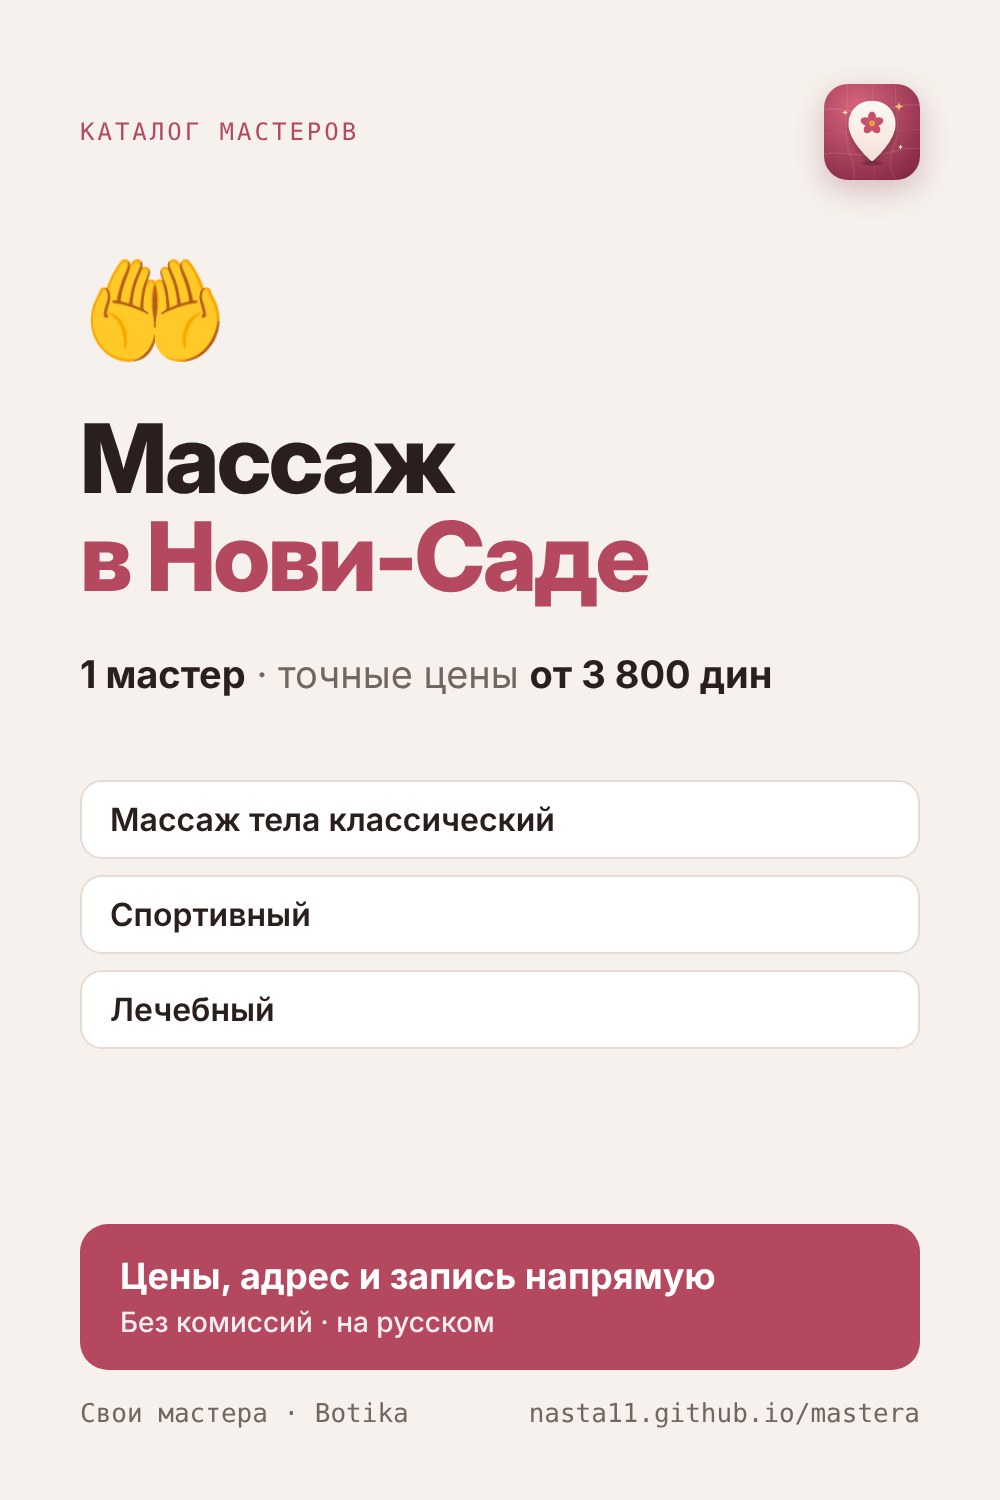 КАТАЛОГ МАСТЕРОВ
Массаж
в Нови-Саде
1 мастер · точные цены от 3 800 дин
Массаж тела классический
Спортивный
Лечебный
Цены, адрес и запись напрямую
Без комиссий · на русском
Свои мастера · Botika
nasta11.github.io/mastera